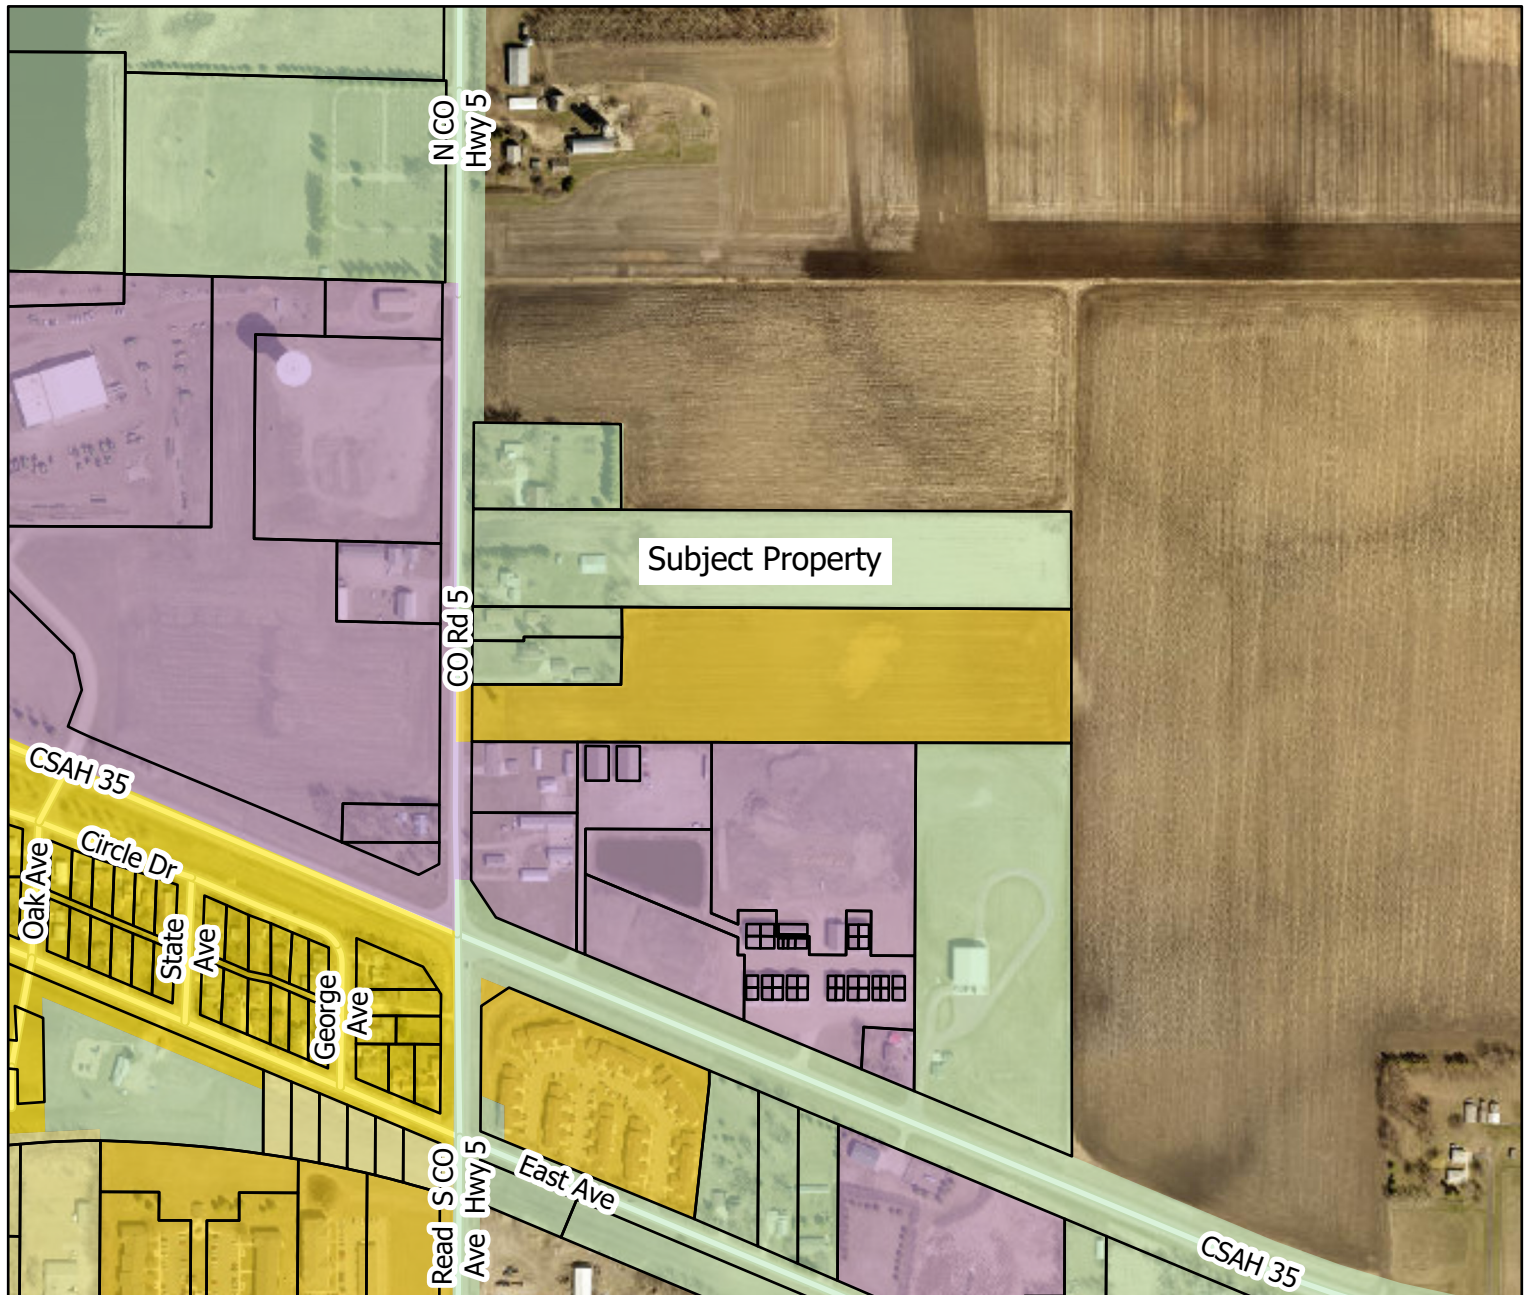 N CO
Hwy 5
Subject Property
CO Rd 5
CSAH 35
Circle Dr
Oak Ave
State
Ave
George
Ave
Read
Ave
S CO
Hwy 5
East Ave
CSAH 35